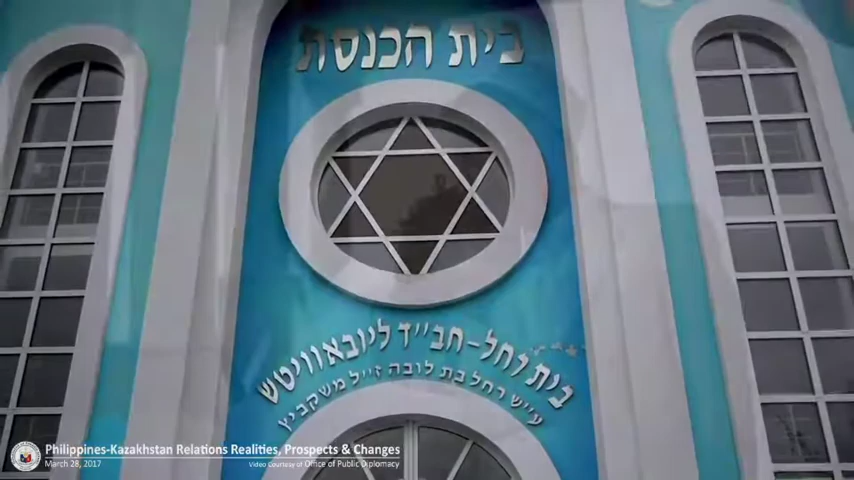 בית הכנסת
בית רחל-חב״ד ליובאוויטש
ע״ש רחל בת לובה ז״ל משקביץ
Philippines-Kazakhstan Relations Realities, Prospects & Changes
March 28, 2017
Video Courtesy of Office of Public Diplomacy